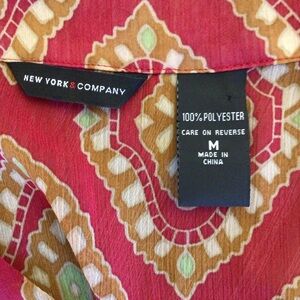 NEW YORK & COMPANY
100% POLYESTER
CARE ON REVERSE
M
MADE IN
CHINA